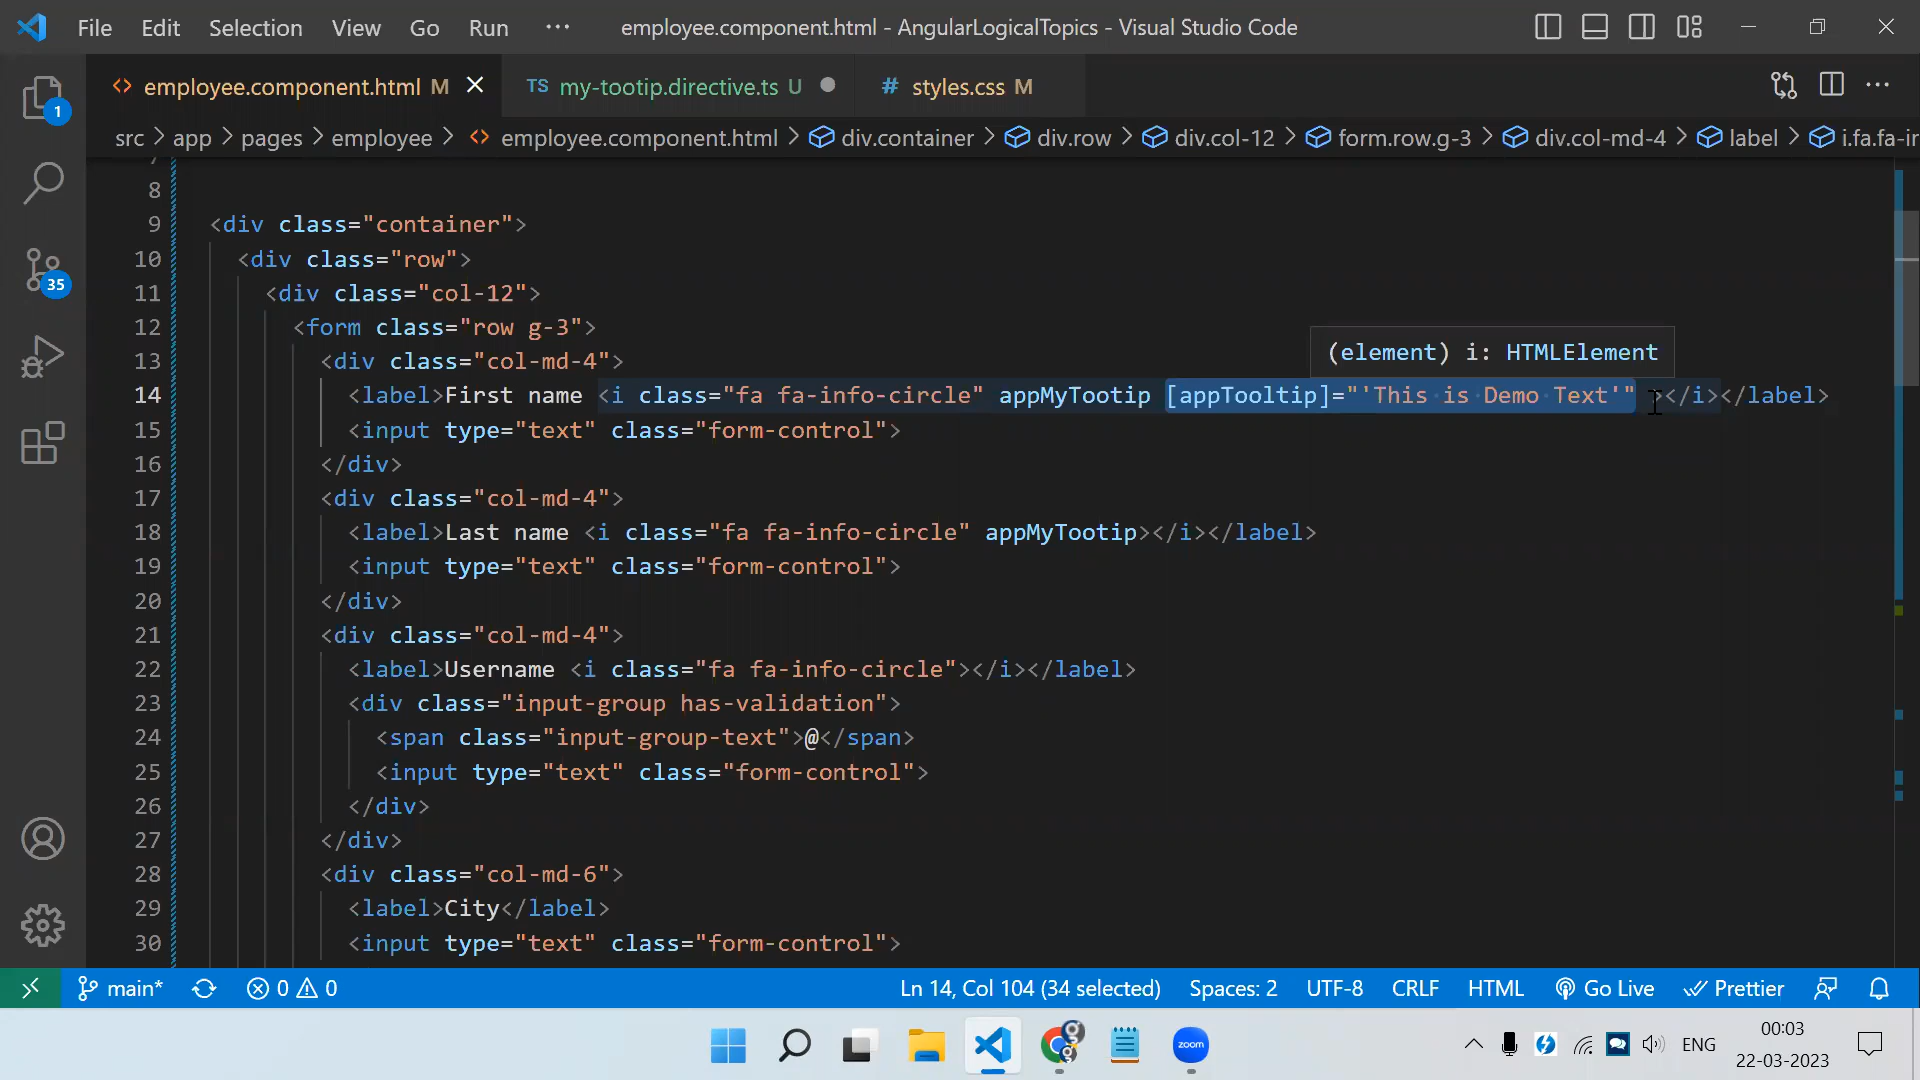 File Edit Selection View Go Run ··· employee.component.html - AngularLogicalTopics - Visual Studio Code
employee.component.html M TS my-tootip.directive.ts U # styles.css M
src > app > pages > employee > employee.component.html > div.container > div.row > div.col-12 > form.row.g-3 > div.col-md-4 > label > i.fa.fa-ir
1
35
7
8
9 <div class="container">
10 <div class="row">
11 <div class="col-12">
12 <form class="row g-3">
13 <div class="col-md-4">
(element) i: HTMLElement
14 <label>First name <i class="fa fa-info-circle" appMyTootip [appTooltip]="'This is Demo Text'" ></i></label>
15 <input type="text" class="form-control">
16 </div>
17 <div class="col-md-4">
18 <label>Last name <i class="fa fa-info-circle" appMyTootip></i></label>
19 <input type="text" class="form-control">
20 </div>
21 <div class="col-md-4">
22 <label>Username <i class="fa fa-info-circle"></i></label>
23 <div class="input-group has-validation">
24 <span class="input-group-text">@</span>
25 <input type="text" class="form-control">
26 </div>
27 </div>
28 <div class="col-md-6">
29 <label>City</label>
30 <input type="text" class="form-control">
main* 0 0 Ln 14, Col 104 (34 selected) Spaces: 2 UTF-8 CRLF HTML Go Live Prettier
zoom ENG 00:03
22-03-2023